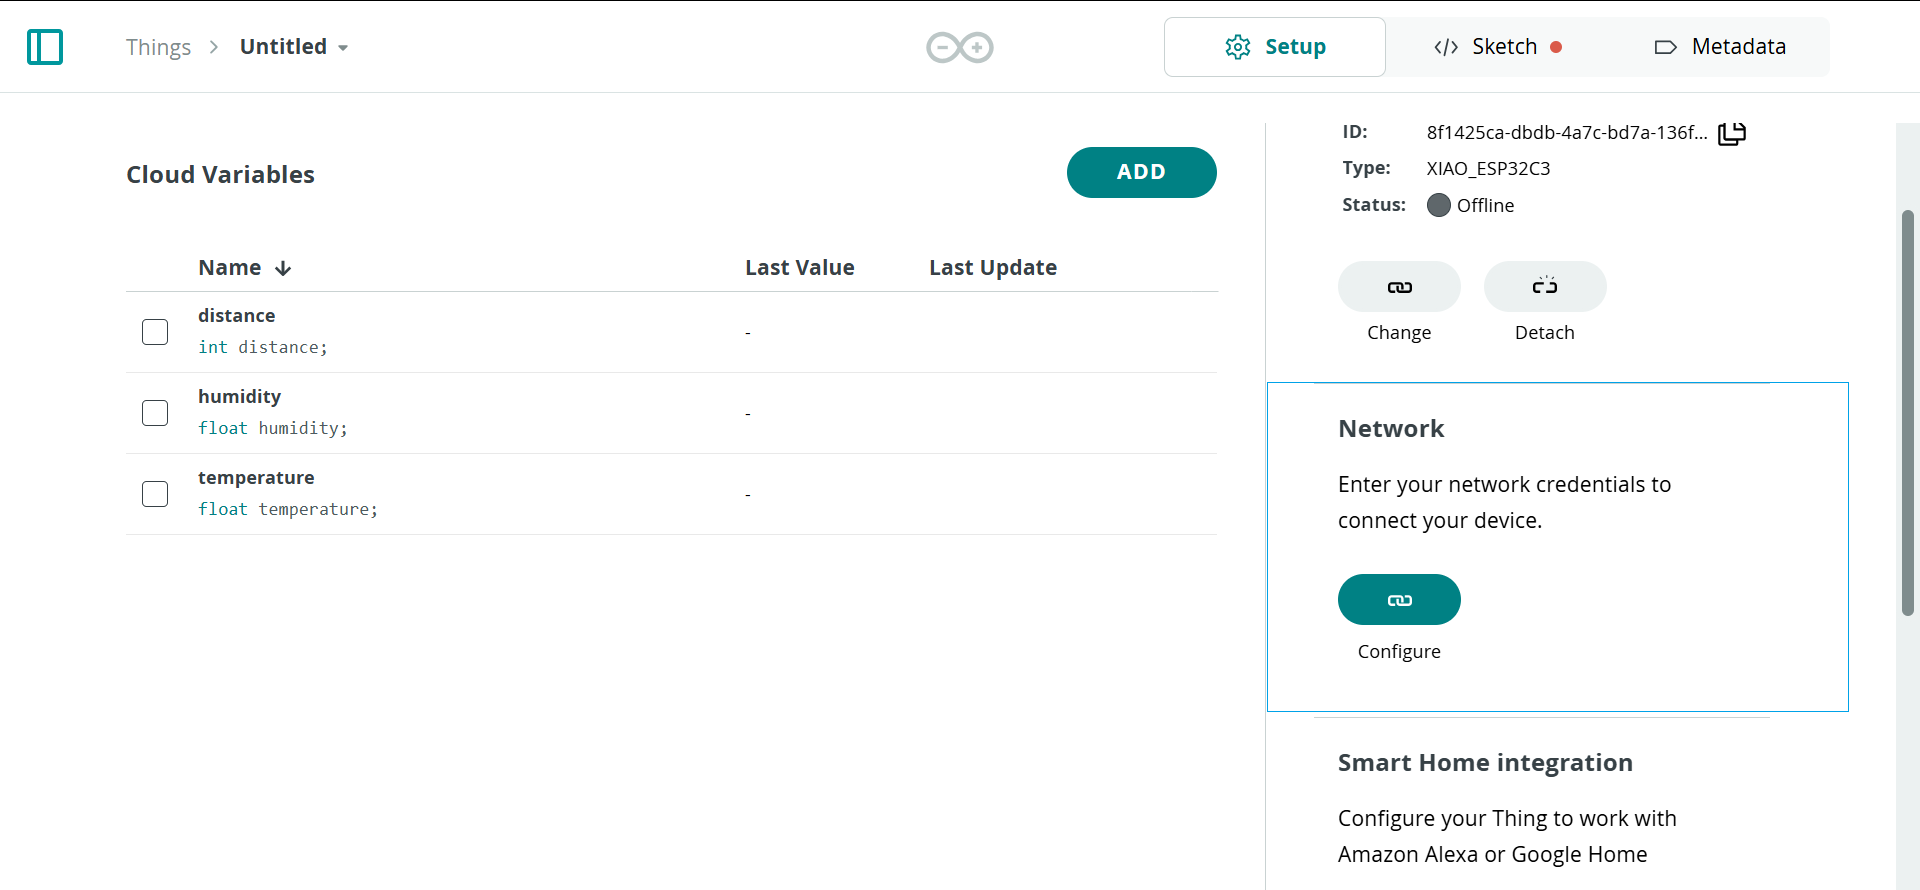 Things > Untitled
Setup
</> Sketch
Metadata
Cloud Variables
ADD
Name ↓ Last Value Last Update
distance
int distance;
-
humidity
float humidity;
-
temperature
float temperature;
-
ID: 8f1425ca-dbdb-4a7c-bd7a-136f...
Type: XIAO_ESP32C3
Status: Offline
Change
Detach
Network
Enter your network credentials to
connect your device.
Configure
Smart Home integration
Configure your Thing to work with
Amazon Alexa or Google Home